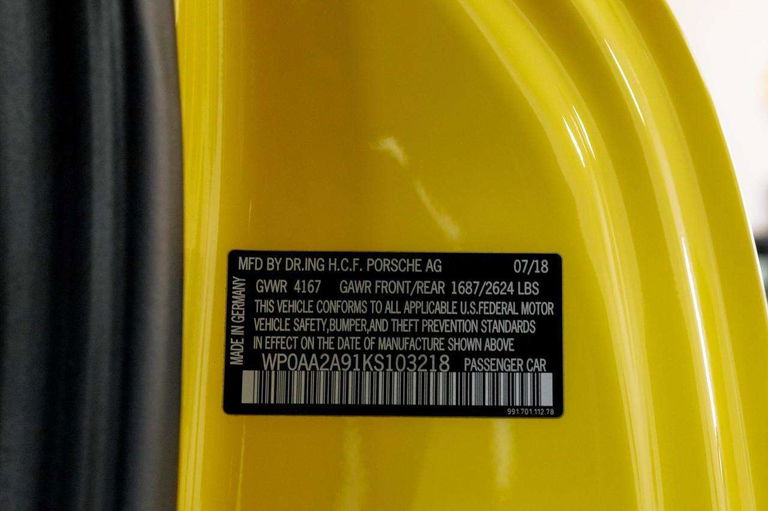 MFD BY DR.ING H.C.F. PORSCHE AG 07/18
GVWR 4167 GAWR FRONT/REAR 1687/2624 LBS
THIS VEHICLE CONFORMS TO ALL APPLICABLE U.S.FEDERAL MOTOR
VEHICLE SAFETY,BUMPER,AND THEFT PREVENTION STANDARDS
IN EFFECT ON THE DATE OF MANUFACTURE SHOWN ABOVE
WP0AA2A91KS103218 PASSENGER CAR
991.701.112.78
MADE IN GERMANY